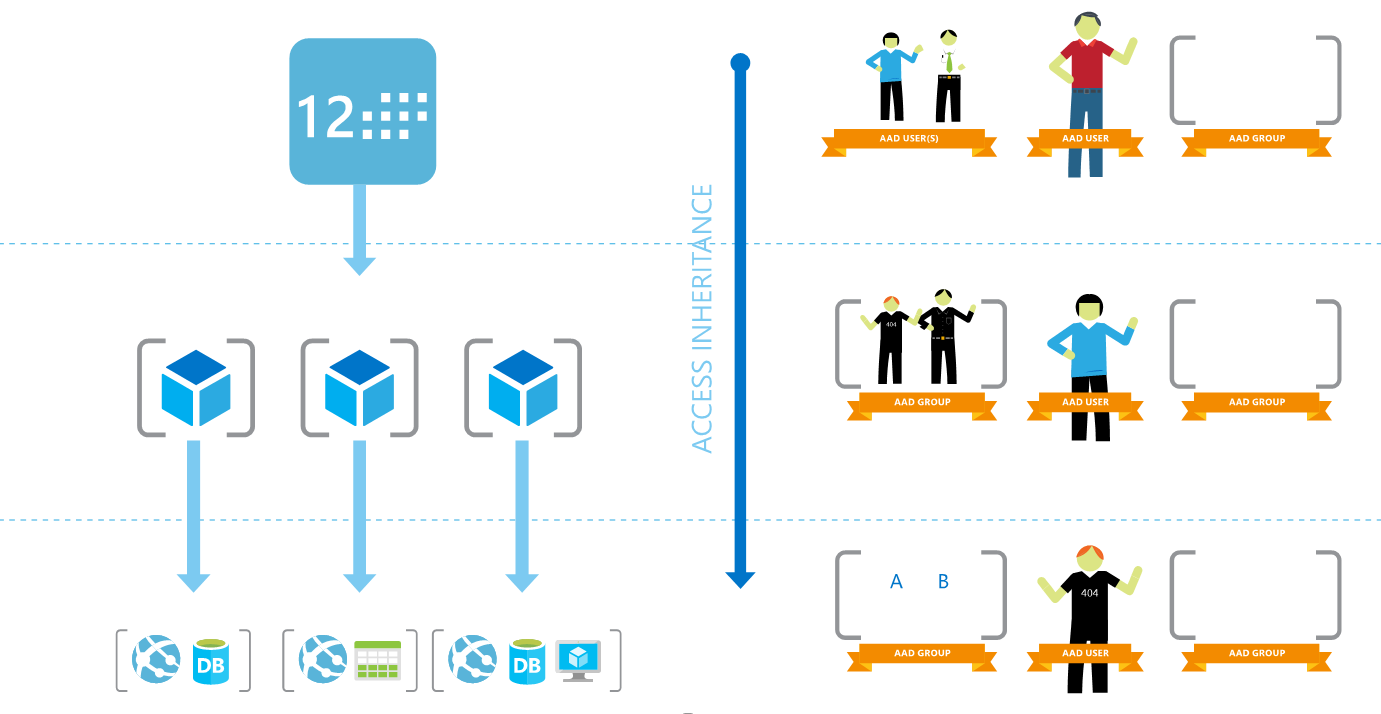 12
AAD USER(S)
AAD USER
AAD GROUP
ACCESS INHERITANCE
404
AAD GROUP
AAD USER
AAD GROUP
A B
404
AAD GROUP
AAD USER
AAD GROUP
DB
DB